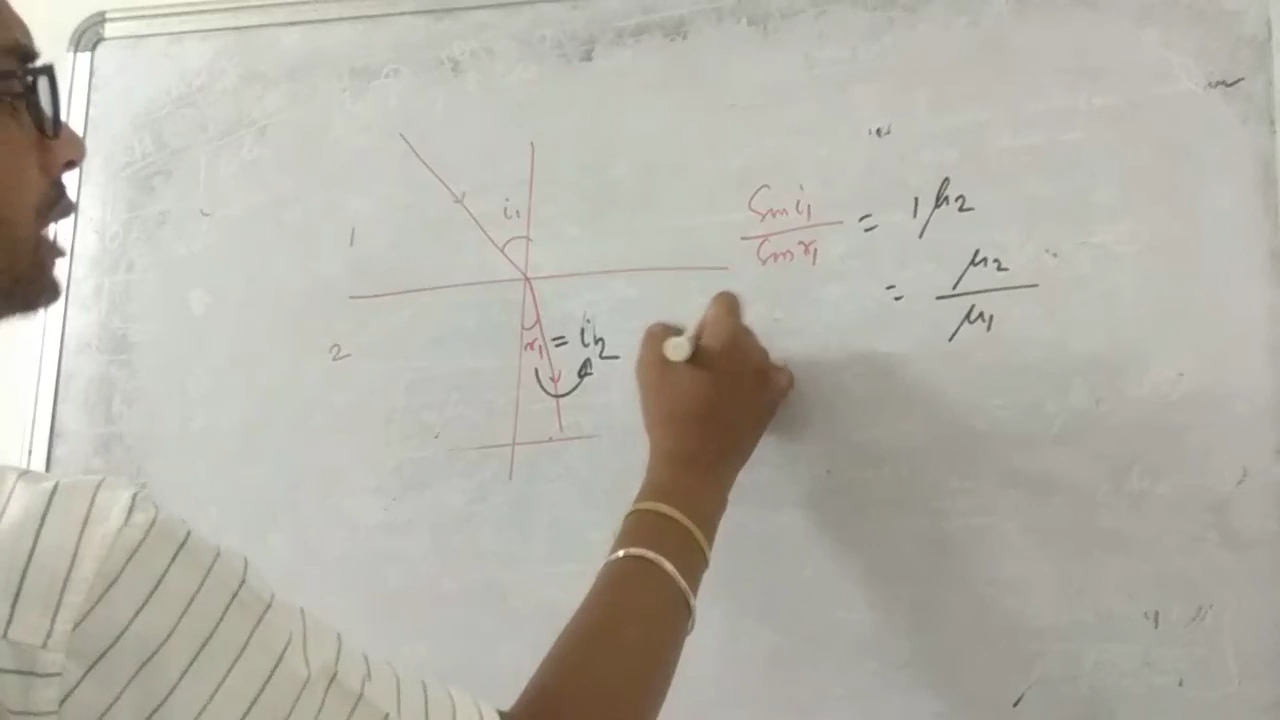 i₁
1
2
r₁ = i₂
Sin i₁ / Sin r₁ = ₁μ₂
= μ₂ / μ₁